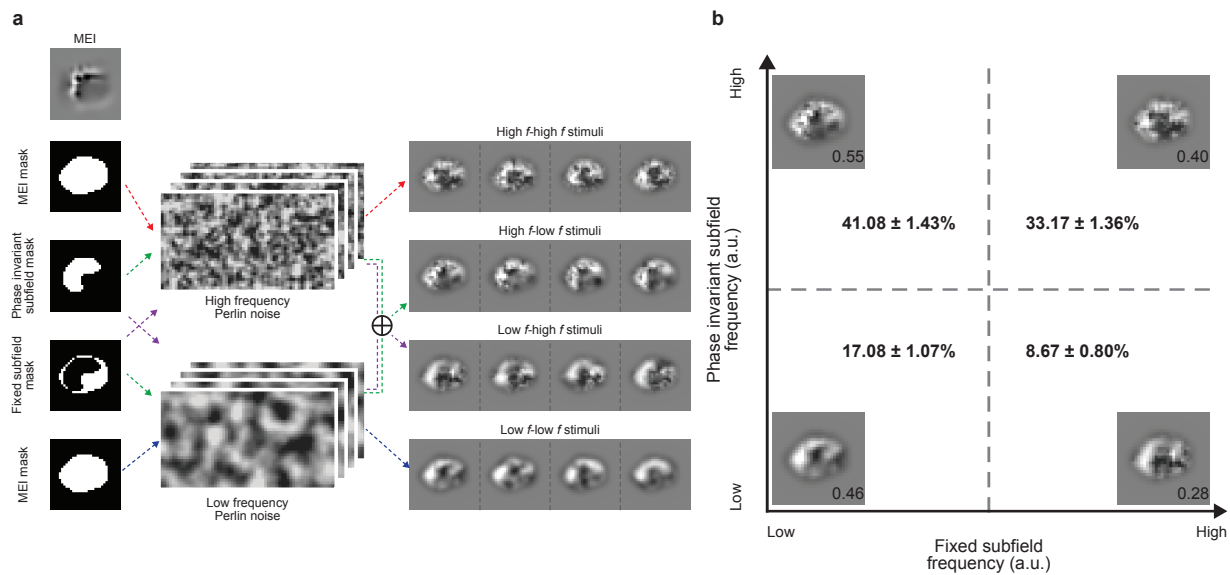 a
MEI
MEI mask
Phase invariant
subfield mask
Fixed subfield
mask
MEI mask
High frequency
Perlin noise
Low frequency
Perlin noise
High f-high f stimuli
High f-low f stimuli
Low f-high f stimuli
Low f-low f stimuli
b
Phase invariant subfield
frequency (a.u.)
High
Low
0.55
0.40
41.08 ± 1.43%
33.17 ± 1.36%
17.08 ± 1.07%
8.67 ± 0.80%
0.46
0.28
Low
High
Fixed subfield
frequency (a.u.)